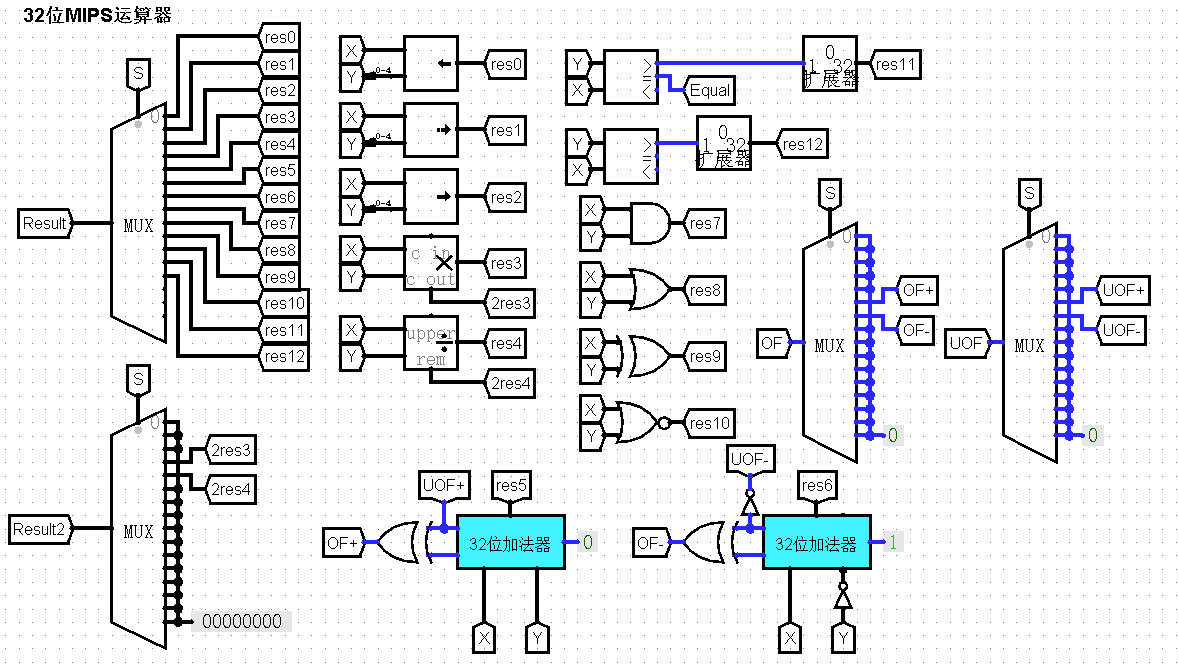 32位MIPS运算器
S
0
MUX
Result
res0
res1
res2
res3
res4
res5
res6
res7
res8
res9
res10
res11
res12
X
Y
0-4
res0
X
Y
0-4
res1
X
Y
0-4
res2
X
Y
c in
c out
res3
2res3
X
Y
upper
rem
res4
2res4
Y
X
>
=
<
Equal
0
1 32
扩展器
res11
Y
X
>
=
<
0
1 32
扩展器
res12
X
Y
res7
X
Y
res8
X
Y
res9
X
Y
res10
S
0
MUX
OF
OF+
OF-
0
S
0
MUX
UOF
UOF+
UOF-
0
S
0
MUX
Result2
2res3
2res4
00000000
UOF+
res5
OF+
32位加法器
0
X
Y
UOF-
res6
OF-
32位加法器
1
X
Y